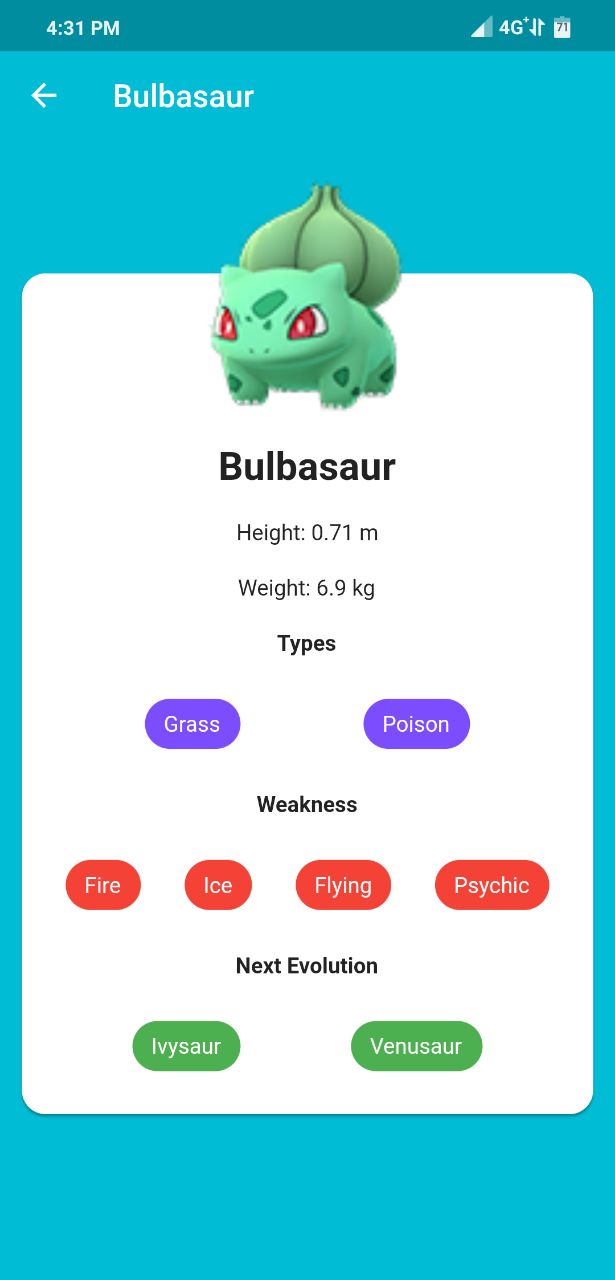 4:31 PM 4G+ 71
Bulbasaur
Bulbasaur
Height: 0.71 m
Weight: 6.9 kg
Types
Grass Poison
Weakness
Fire Ice Flying Psychic
Next Evolution
Ivysaur Venusaur